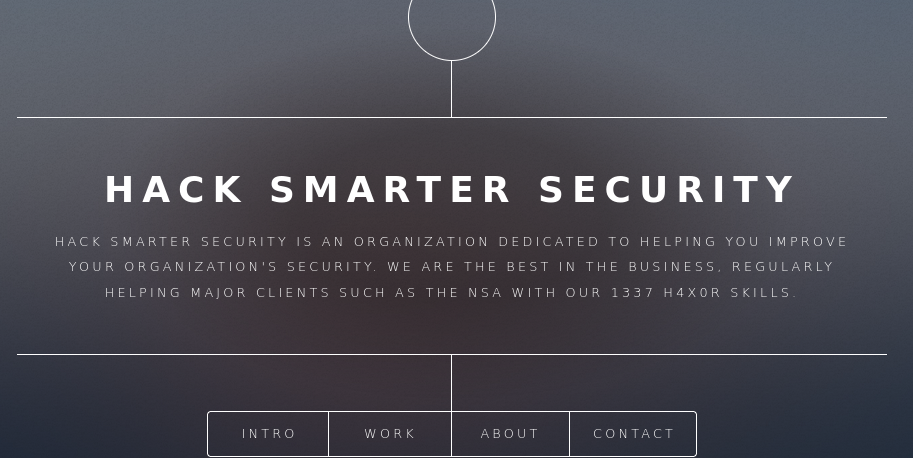 HACK SMARTER SECURITY
HACK SMARTER SECURITY IS AN ORGANIZATION DEDICATED TO HELPING YOU IMPROVE
YOUR ORGANIZATION'S SECURITY. WE ARE THE BEST IN THE BUSINESS, REGULARLY
HELPING MAJOR CLIENTS SUCH AS THE NSA WITH OUR 1337 H4X0R SKILLS.
INTRO WORK ABOUT CONTACT